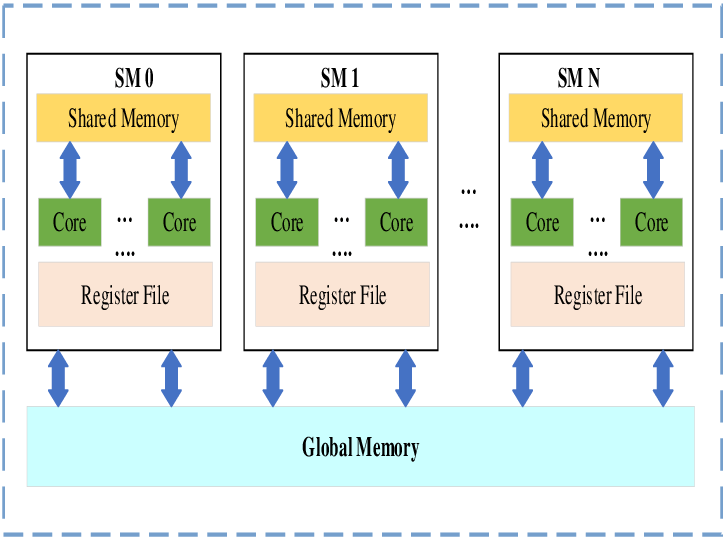 SM 0 SM 1 SM N
Shared Memory Shared Memory Shared Memory
...
Core ... Core Core ... Core .... Core ... Core
.... .... ....
Register File Register File Register File
Global Memory